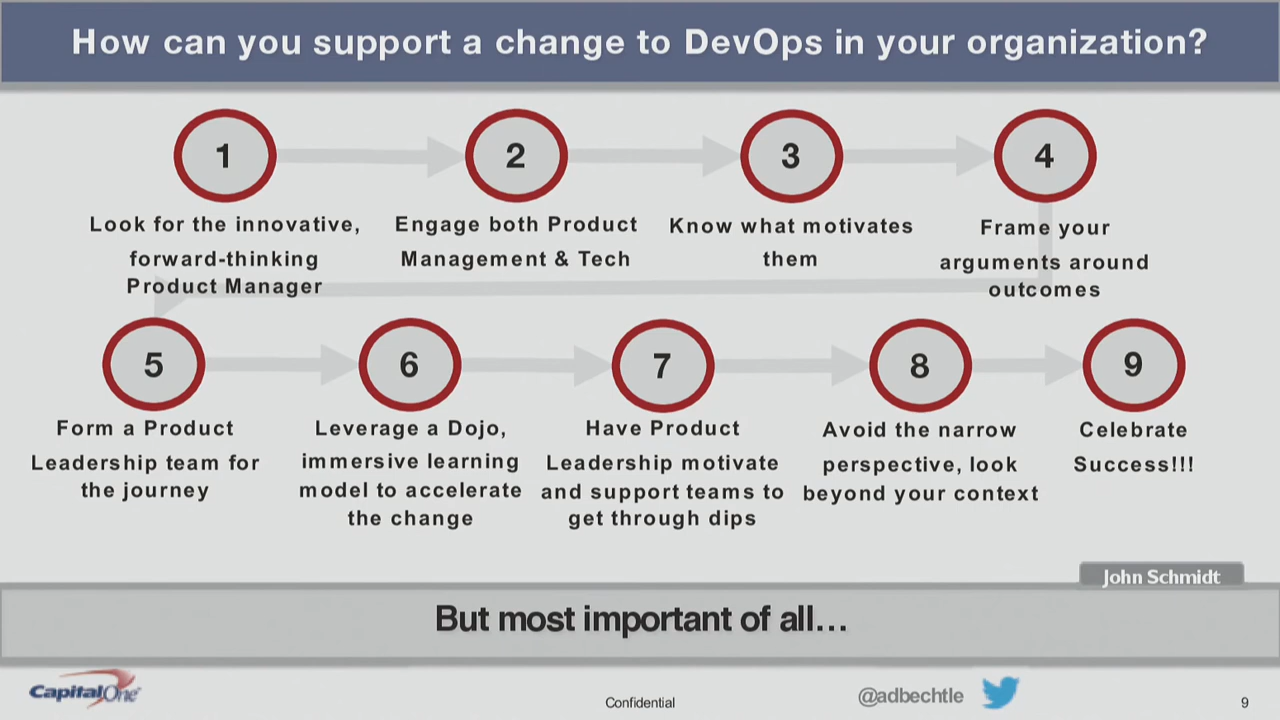 How can you support a change to DevOps in your organization?
1
2
3
4
Look for the innovative,
forward-thinking
Product Manager
Engage both Product
Management & Tech
Know what motivates
them
Frame your
arguments around
outcomes
5
6
7
8
9
Form a Product
Leadership team for
the journey
Leverage a Dojo,
immersive learning
model to accelerate
the change
Have Product
Leadership motivate
and support teams to
get through dips
Avoid the narrow
perspective, look
beyond your context
Celebrate
Success!!!
John Schmidt
But most important of all…
CapitalOne
Confidential
@adbechtle
9